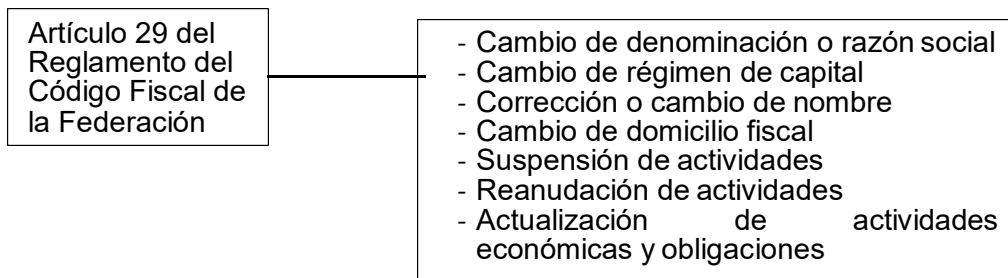 Artículo 29 del
Reglamento del
Código Fiscal de
la Federación
- Cambio de denominación o razón social
- Cambio de régimen de capital
- Corrección o cambio de nombre
- Cambio de domicilio fiscal
- Suspensión de actividades
- Reanudación de actividades
- Actualización de actividades
económicas y obligaciones